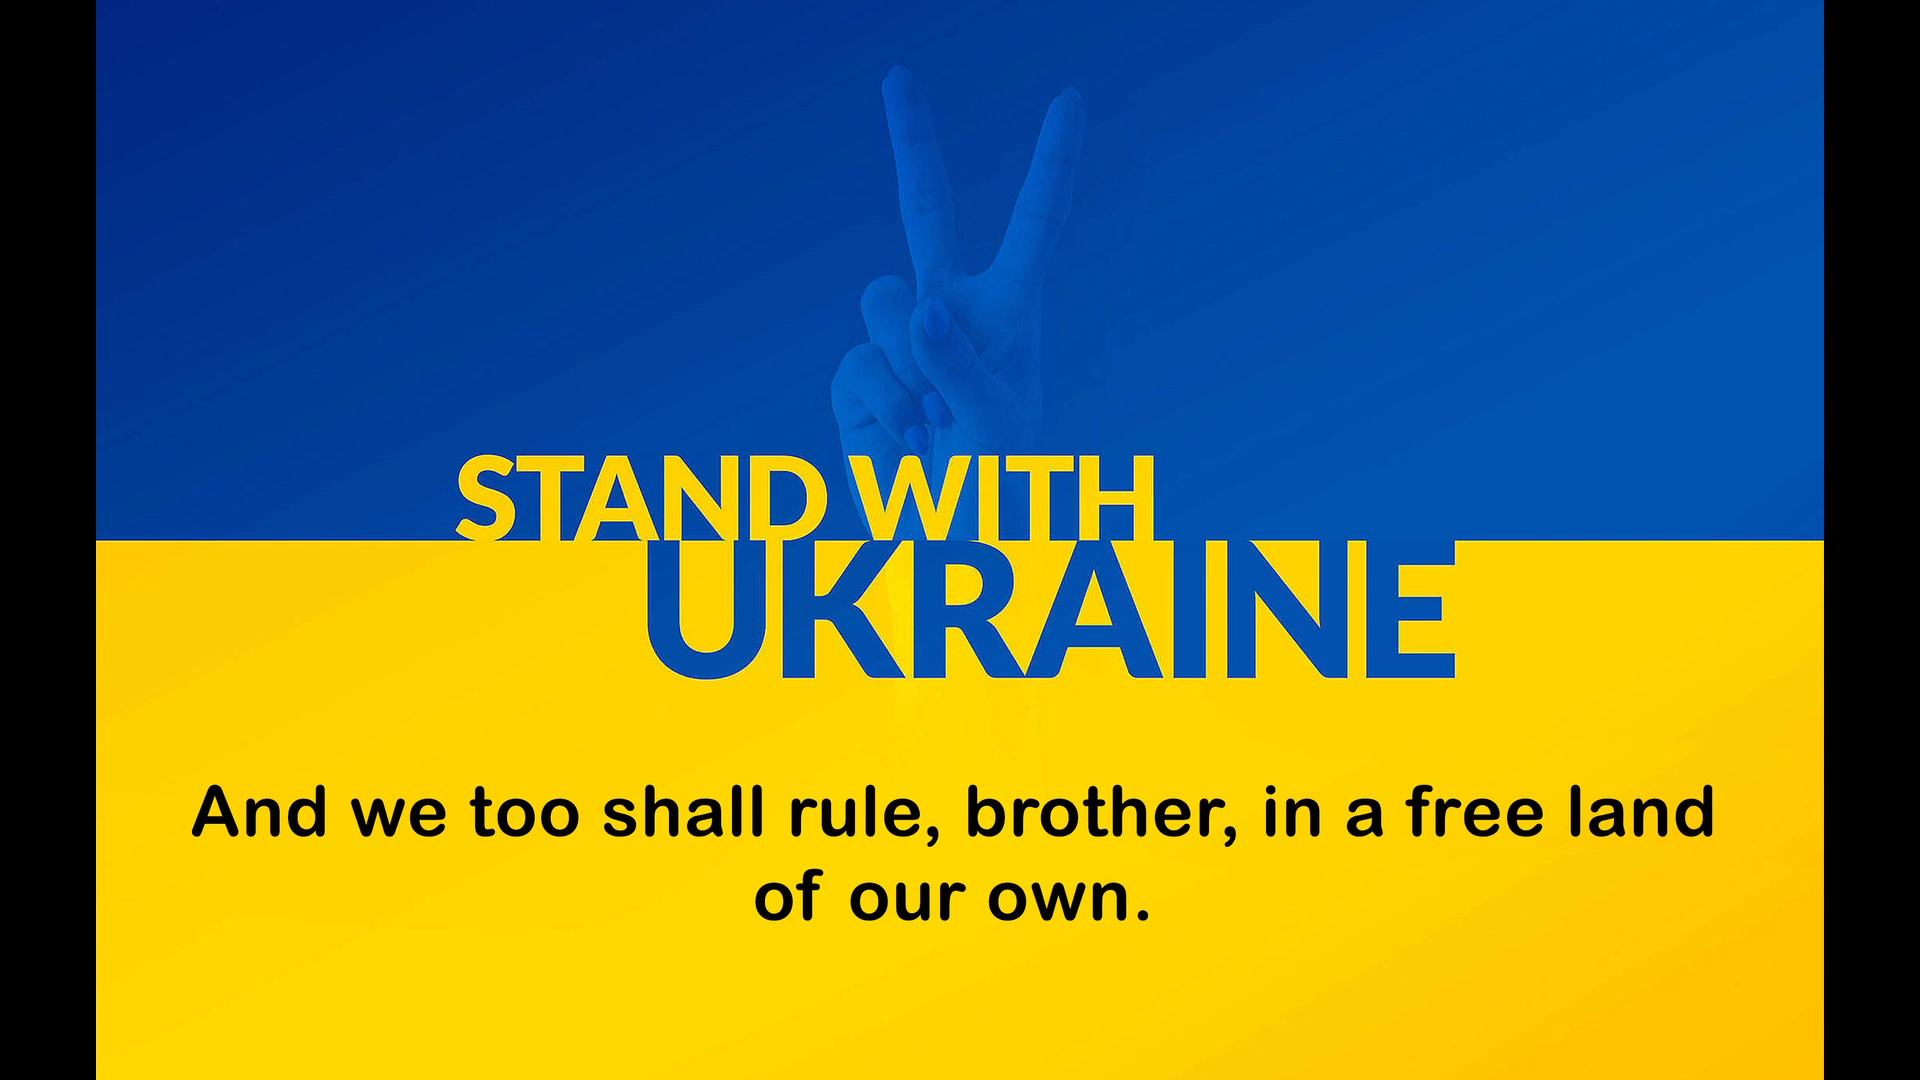 STAND WITH
UKRAINE
And we too shall rule, brother, in a free land
of our own.